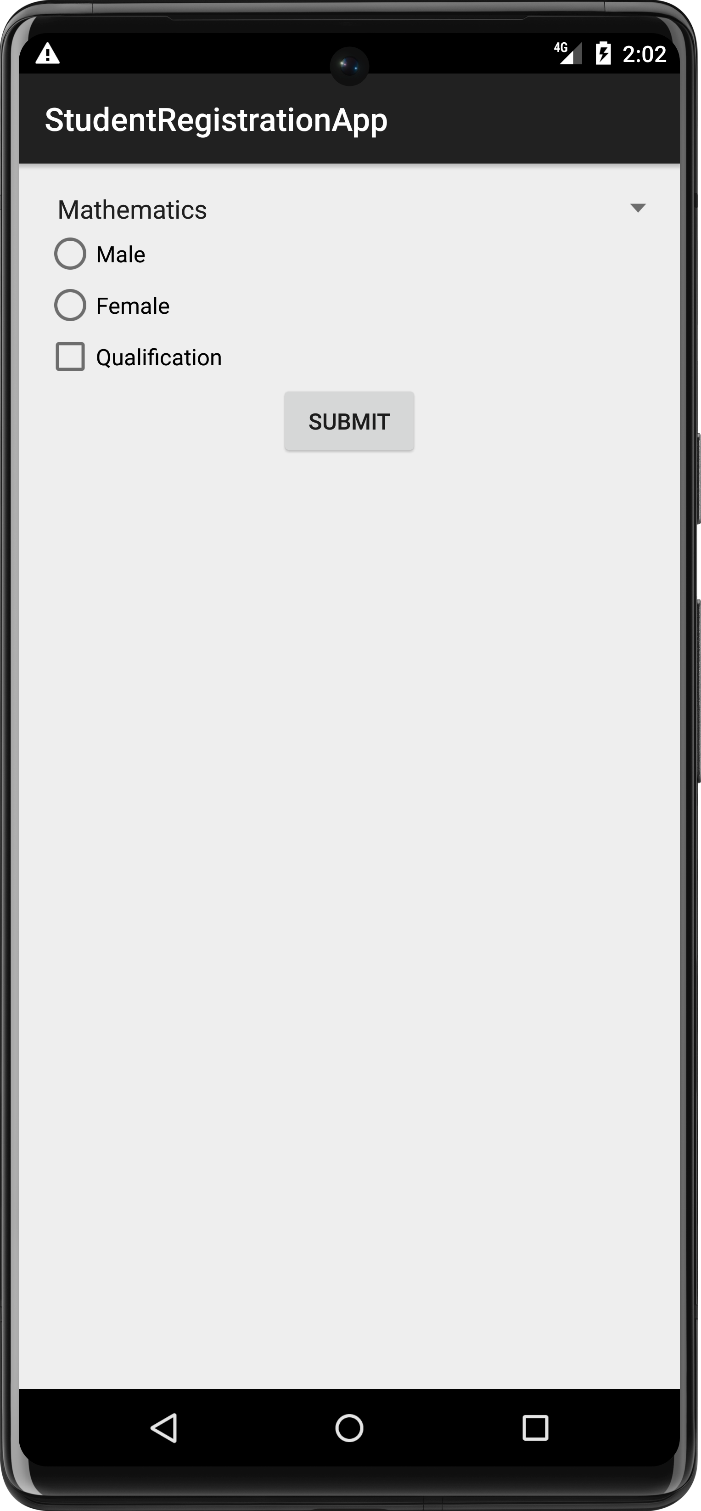 4G 2:02
StudentRegistrationApp
Mathematics
Male
Female
Qualification
SUBMIT